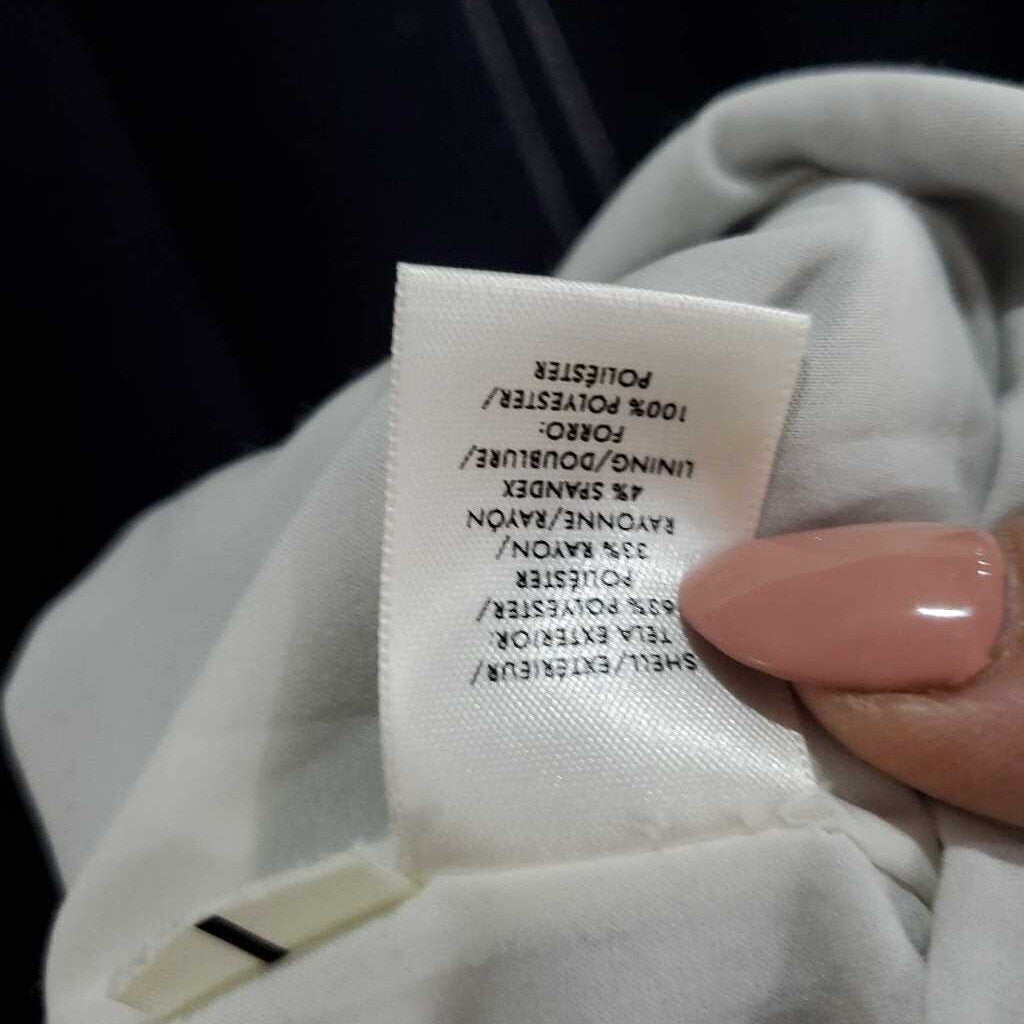 SHELL/EXTÉRIEUR/
TELA EXTERIOR:
63% POLYESTER/
POLIÉSTER
33% RAYON/
RAYONNE/RAYÓN
4% SPANDEX
LINING/DOUBLURE/
FORRO:
100% POLYESTER/
POLIÉSTER